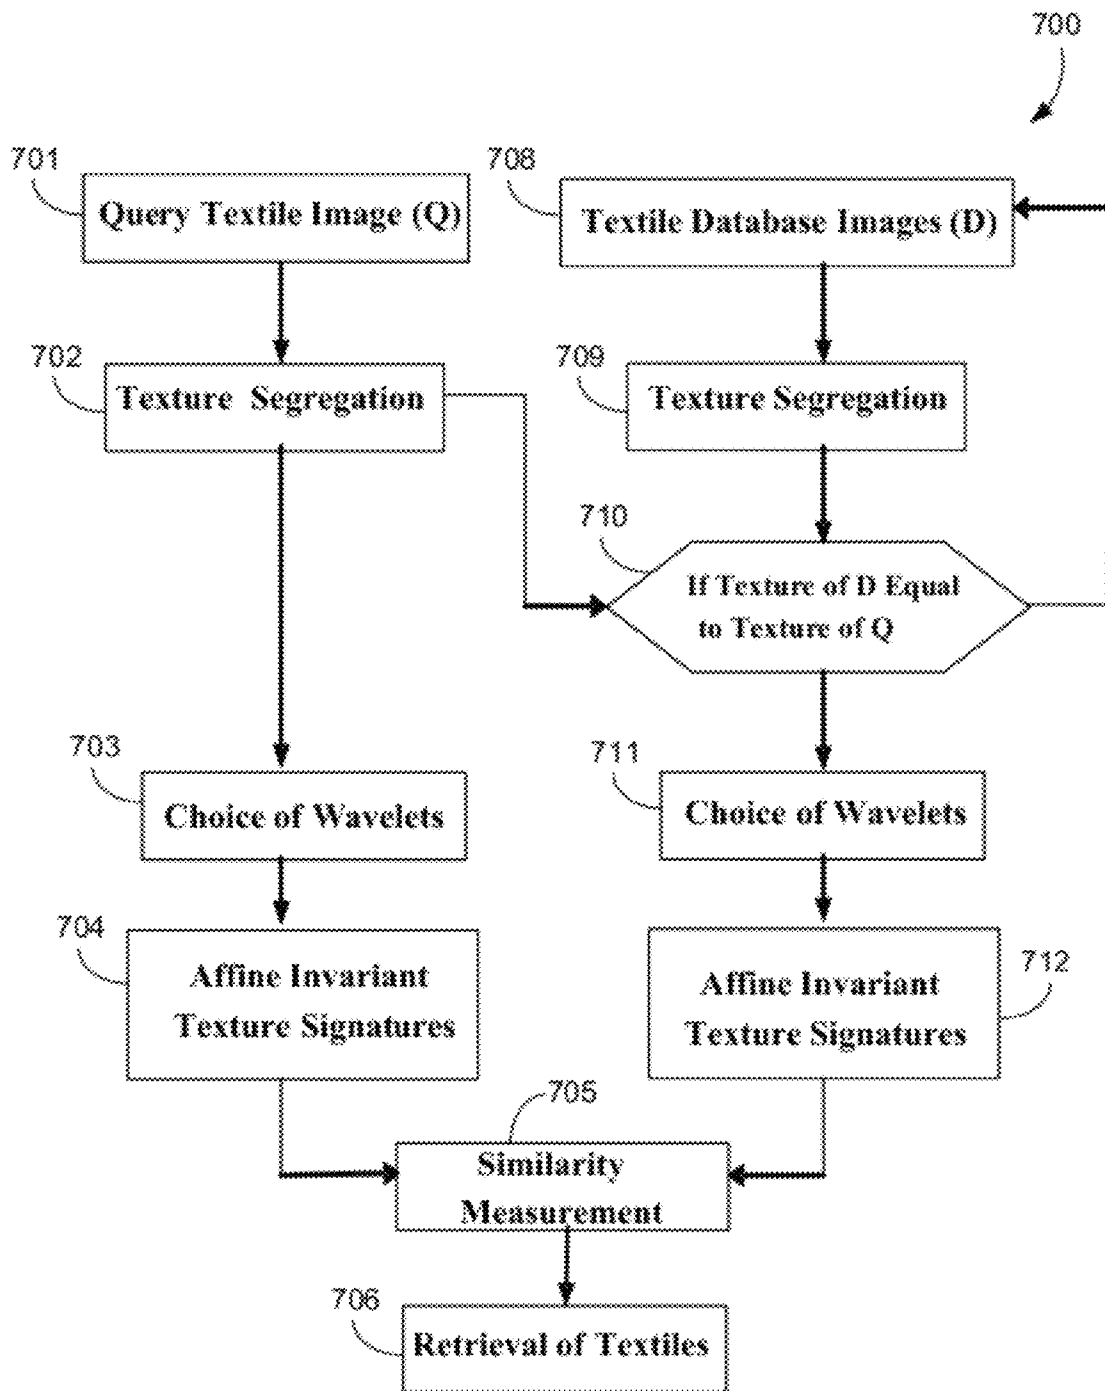 700
701
Query Textile Image (Q)
708
Textile Database Images (D)
702
Texture Segregation
709
Texture Segregation
710
If Texture of D Equal
to Texture of Q
703
Choice of Wavelets
711
Choice of Wavelets
704
Affine Invariant
Texture Signatures
712
Affine Invariant
Texture Signatures
705
Similarity
Measurement
706
Retrieval of Textiles